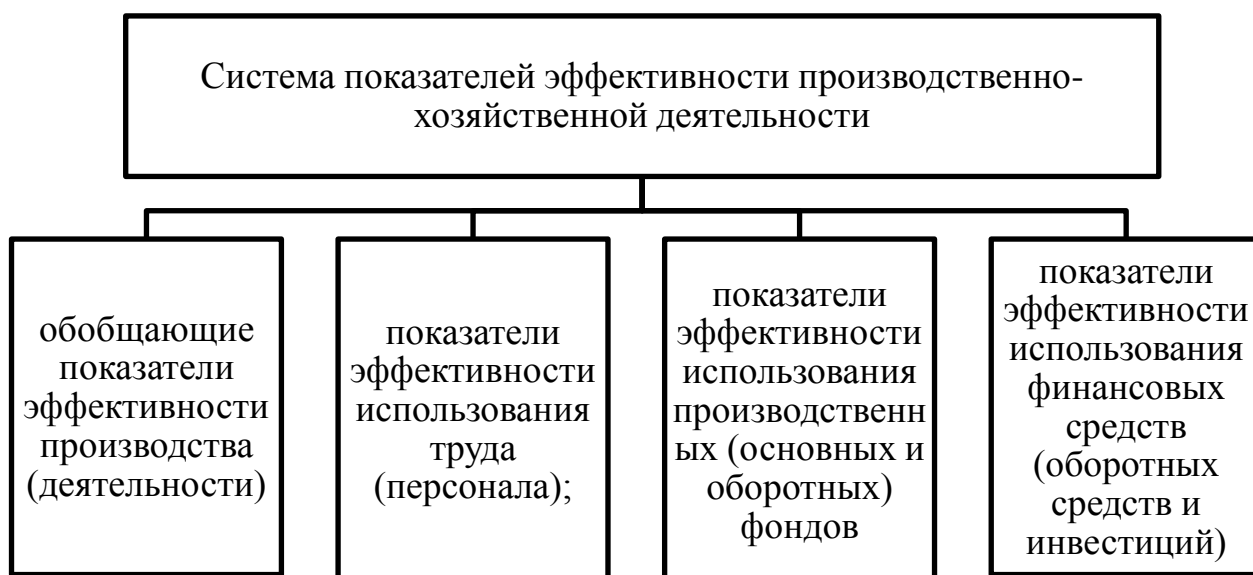 Система показателей эффективности производственно-
хозяйственной деятельности
обобщающие
показатели
эффективности
производства
(деятельности)
показатели
эффективности
использования
труда
(персонала);
показатели
эффективности
использования
производственн
ых (основных и
оборотных)
фондов
показатели
эффективности
использования
финансовых
средств
(оборотных
средств и
инвестиций)